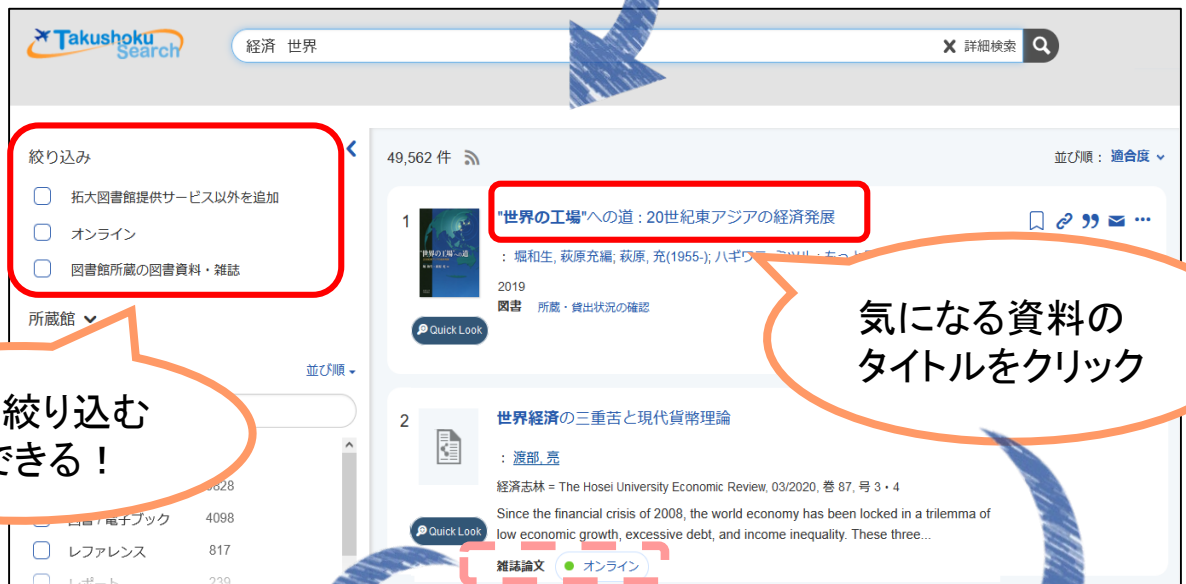 Takushoku
Search
経済 世界
詳細検索
絞り込み
拓大図書館提供サービス以外を追加
オンライン
図書館所蔵の図書資料・雑誌
所蔵館
並び順
絞り込む
できる！
828
図書 / 電子ブック 4098
レファレンス 817
レポート 239
49,562 件
並び順： 適合度
1
"世界の工場"への道 : 20世紀東アジアの経済発展
： 堀和生, 萩原充編; 萩原, 充(1955-); ハギワラ
2019
図書 所蔵・貸出状況の確認
Quick Look
気になる資料の
タイトルをクリック
2
世界経済の三重苦と現代貨幣理論
： 渡部, 亮
経済志林 = The Hosei University Economic Review, 03/2020, 巻 87, 号 3・4
Since the financial crisis of 2008, the world economy has been locked in a trilemma of
low economic growth, excessive debt, and income inequality. These three...
Quick Look
雑誌論文 オンライン